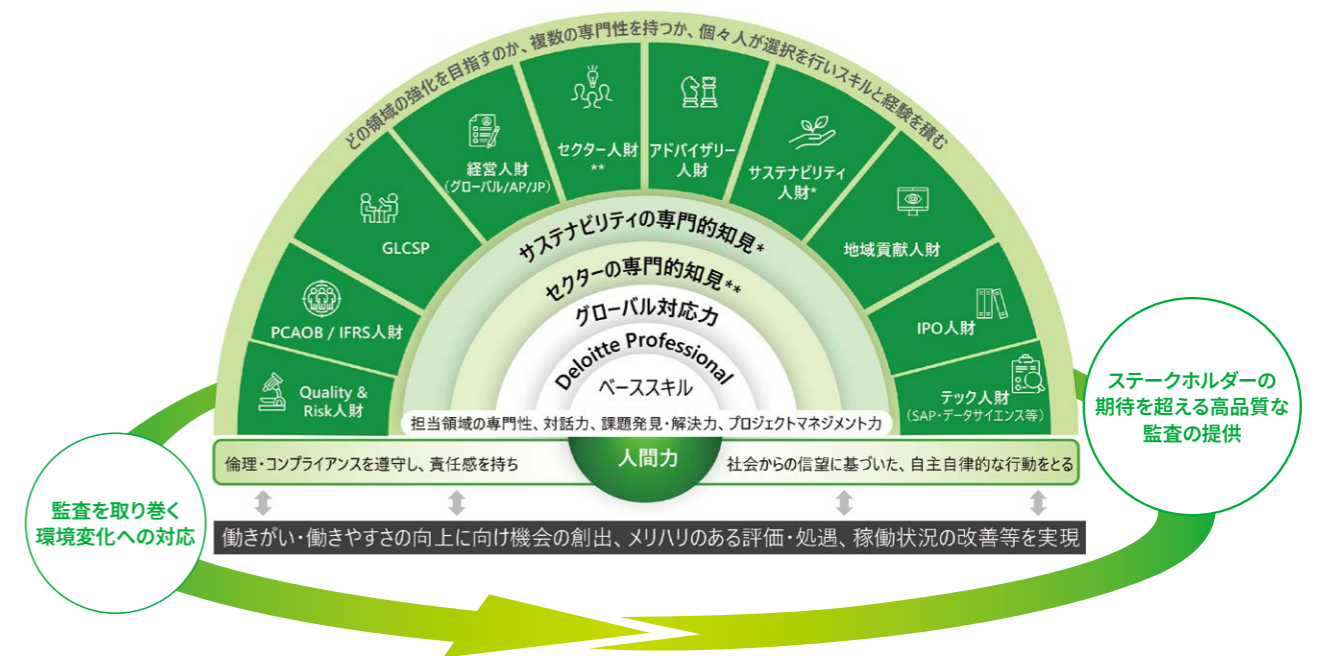 どの領域の強化を目指すのか、複数の専門性を持つか、個々人が選択を行いスキルと経験を積む
Quality &
Risk人財
PCAOB / IFRS人財
GLCSP
経営人財
(グローバル/AP/JP)
セクター人財
**
アドバイザリー
人財
サステナビリティ
人財*
地域貢献人財
IPO人財
テック人財
(SAP・データサイエンス等)
サステナビリティの専門的知見*
セクターの専門的知見**
グローバル対応力
Deloitte Professional
ベーススキル
担当領域の専門性、対話力、課題発見・解決力、プロジェクトマネジメント力
倫理・コンプライアンスを遵守し、責任感を持ち
人間力
社会からの信望に基づいた、自主自律的な行動をとる
働きがい・働きやすさの向上に向け機会の創出、メリハリのある評価・処遇、稼働状況の改善等を実現
監査を取り巻く
環境変化への対応
ステークホルダーの
期待を超える高品質な
監査の提供